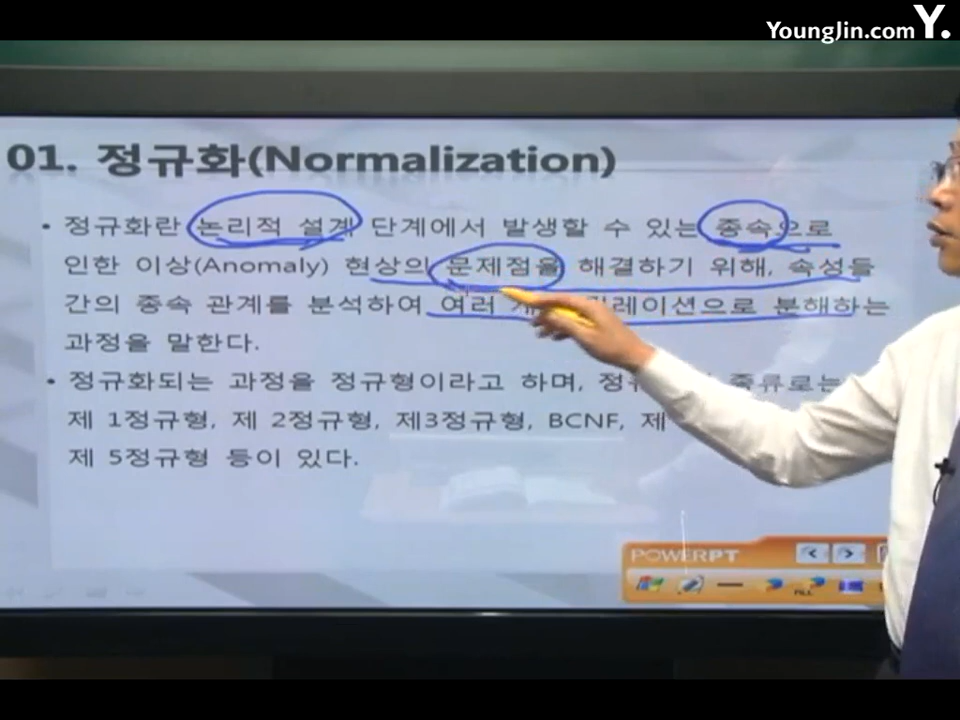 YoungJin.com Y.
01. 정규화(Normalization)
• 정규화란 논리적 설계 단계에서 발생할 수 있는 종속으로
인한 이상(Anomaly) 현상의 문제점을 해결하기 위해, 속성들
간의 종속 관계를 분석하여 여러 릴레이션으로 분해하는
과정을 말한다.
• 정규화되는 과정을 정규형이라고 하며, 종류로는
제 1정규형, 제 2정규형, 제3정규형, BCNF, 제
제 5정규형 등이 있다.
POWERPT